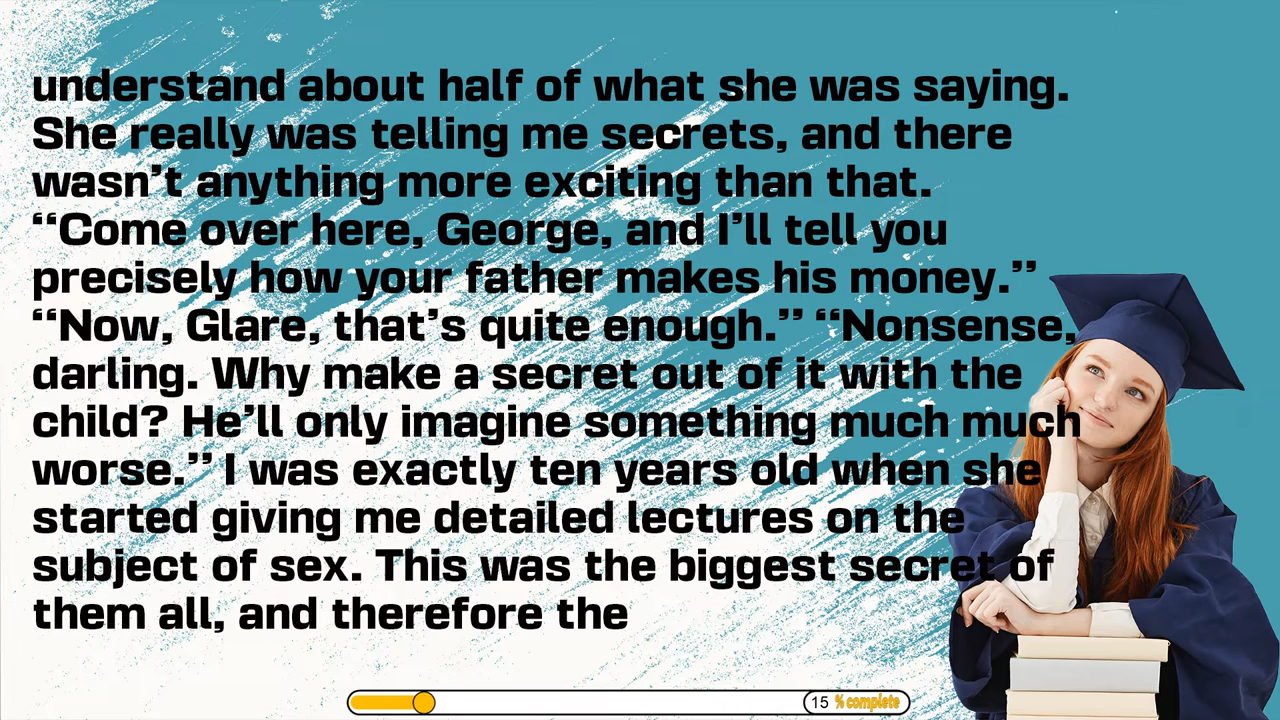 understand about half of what she was saying.
She really was telling me secrets, and there
wasn’t anything more exciting than that.
“Come over here, George, and I’ll tell you
precisely how your father makes his money.”
“Now, Glare, that’s quite enough.” “Nonsense,
darling. Why make a secret out of it with the
child? He’ll only imagine something much much
worse.” I was exactly ten years old when she
started giving me detailed lectures on the
subject of sex. This was the biggest secret of
them all, and therefore the
15 % complete